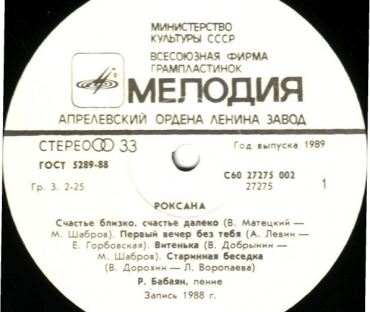 МИНИСТЕРСТВО
КУЛЬТУРЫ СССР
ВСЕСОЮЗНАЯ ФИРМА
ГРАМПЛАСТИНОК
МЕЛОДИЯ
АПРЕЛЕВСКИЙ ОРДЕНА ЛЕНИНА ЗАВОД
СТЕРЕО 33
Год выпуска 1989
ГОСТ 5289-88
С60 27275 002
Гр. 3. 2-25
27275
1
РОКСАНА
Счастье близко, счастье далеко (В. Матецкий —
М. Шабров). Первый вечер без тебя (А. Левин —
Е. Горбовская). Витенька (В. Добрынин —
М. Шабров). Старинная беседка
(В. Дорохин — Л. Воропаева)
Р. Бабаян, пение
Запись 1988 г.